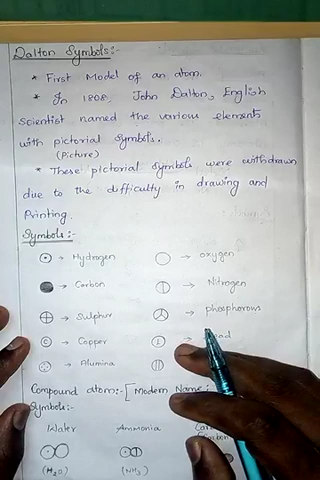 Dalton Symbols:-
* First Model of an atom.
* In 1808, John Dalton, English
scientist named the various elements
with pictorial symbols.
(Picture)
* These pictorial symbols were withdrawn
due to the difficulty in drawing and
Printing.
Symbols:-
→ Hydrogen → oxygen
→ Carbon → Nitrogen
→ Sulphur → phosphorous
C → Copper L →
→ Alumina
Compound atom:- [Modern Name:
Symbols:-
Water Ammonia
(H2O) (NH3)